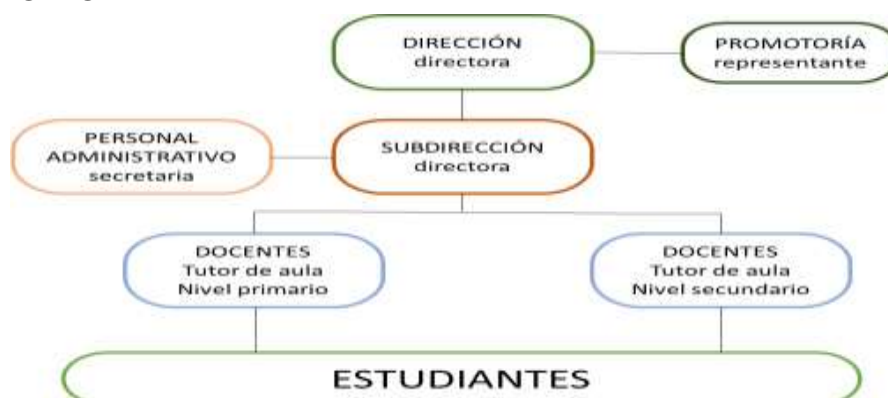 DIRECCIÓN
directora
PROMOTORÍA
representante
PERSONAL
ADMINISTRATIVO
secretaria
SUBDIRECCIÓN
directora
DOCENTES
Tutor de aula
Nivel primario
DOCENTES
Tutor de aula
Nivel secundario
ESTUDIANTES